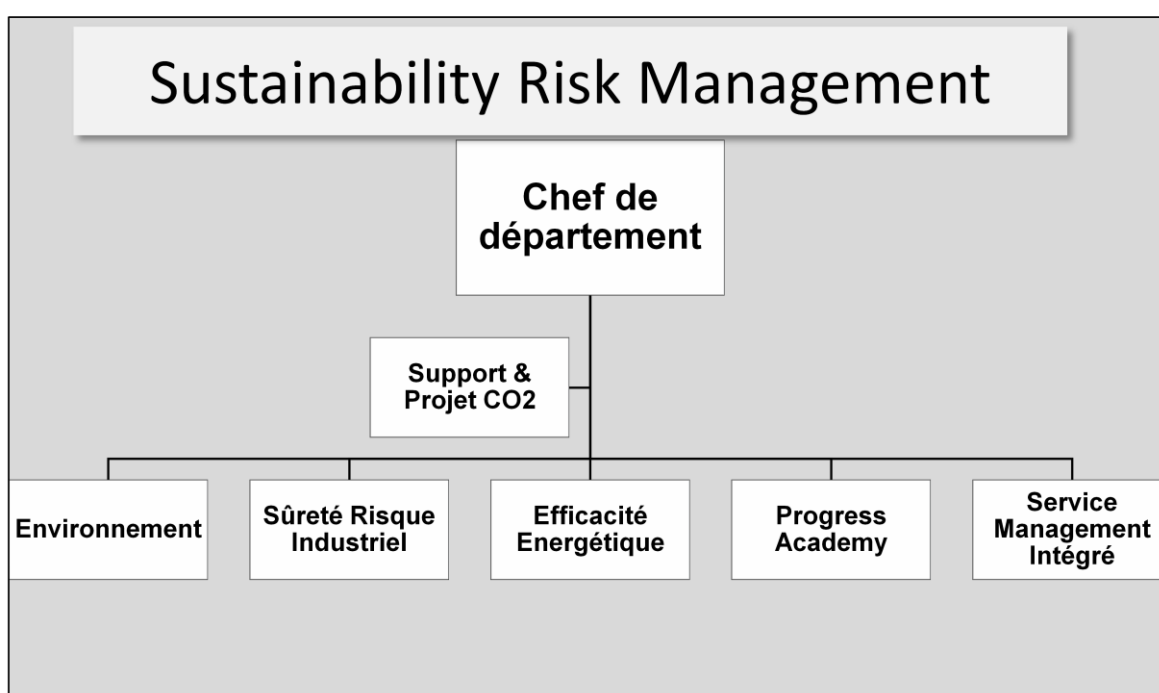 Sustainability Risk Management
Chef de
département
Support &
Projet CO2
Environnement
Sûreté Risque
Industriel
Efficacité
Energétique
Progress
Academy
Service
Management
Intégré